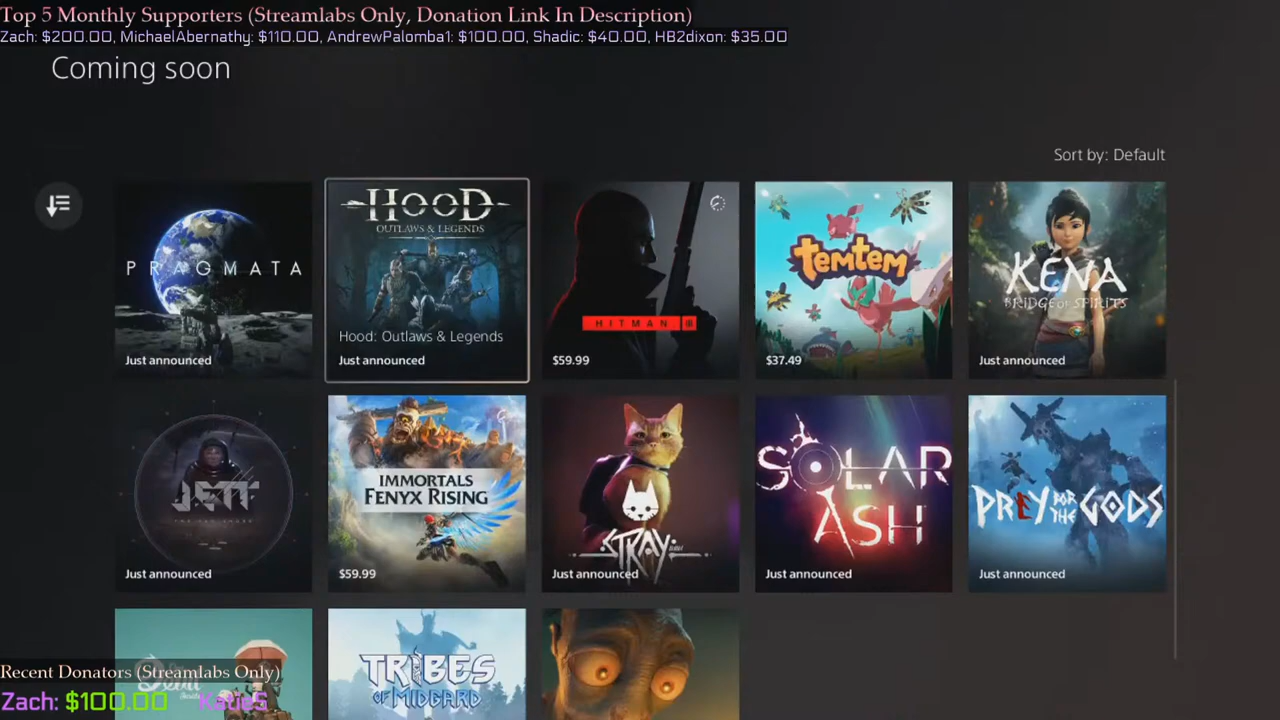 Top 5 Monthly Supporters (Streamlabs Only, Donation Link In Description)
Zach: $200.00, MichaelAbernathy: $110.00, AndrewPalomba1: $100.00, Shadic: $40.00, HB2dixon: $35.00
Coming soon
Sort by: Default
PRAGMATA
Just announced
HOOD
OUTLAWS & LEGENDS
Hood: Outlaws & Legends
Just announced
HITMAN III
$59.99
temtem
$37.49
KENA
BRIDGE OF SPIRITS
Just announced
JETT
Just announced
IMMORTALS
FENYX RISING
$59.99
STRAY
Just announced
SOLAR
ASH
Just announced
PREY FOR THE GODS
Just announced
TRIBES
OF MIDGARD
Recent Donators (Streamlabs Only)
Zach: $100.00 KatieS